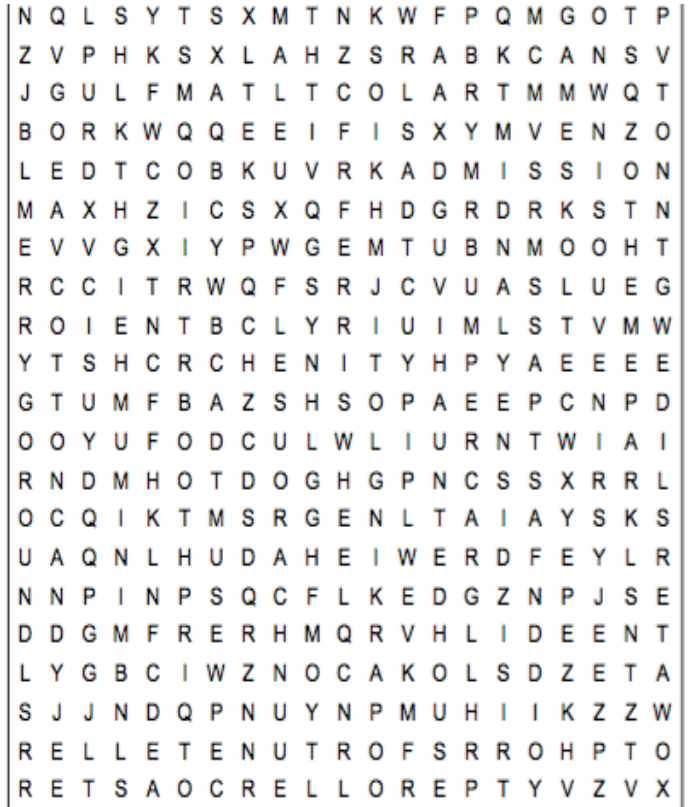 N Q L S Y T S X M T N K W F P Q M G O T P
Z V P H K S X L A H Z S R A B K C A N S V
J G U L F M A T L T C O L A R T M M W Q T
B O R K W Q Q E E I F I S X Y M V E N Z O
L E D T C O B K U V R K A D M I S S I O N
M A X H Z I C S X Q F H D G R D R K S T N
E V V G X I Y P W G E M T U B N M O O H T
R C C I T R W Q F S R J C V U A S L U E G
R O I E N T B C L Y R I U I M L S T V M W
Y T S H C R C H E N I T Y H P Y A E E E E
G T U M F B A Z S H S O P A E E P C N P D
O O Y U F O D C U L W L I U R N T W I A I
R N D M H O T D O G H G P N C S S X R R L
O C Q I K T M S R G E N L T A I A Y S K S
U A Q N L H U D A H E I W E R D F E Y L R
N N P I N P S Q C F L K E D G Z N P J S E
D D G M F R E R H M Q R V H L I D E E N T
L Y G B C I W Z N O C A K O L S D Z E T A
S J J N D Q P N U Y N P M U H I I K Z Z W
R E L L E T E N U T R O F S R R O H P T O
R E T S A O C R E L L O R E P T Y V Z V X